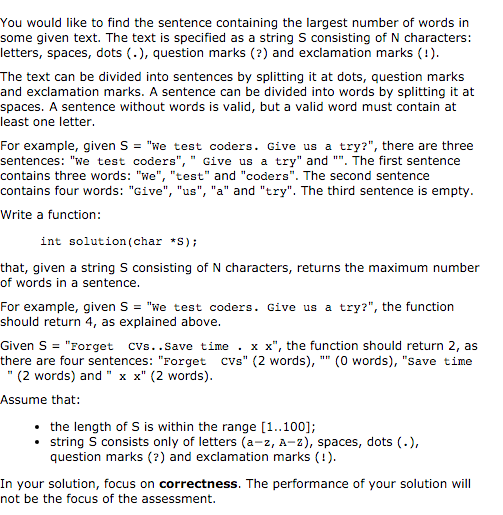 You would like to find the sentence containing the largest number of words in
some given text. The text is specified as a string S consisting of N characters:
letters, spaces, dots (.), question marks (?) and exclamation marks (!).
The text can be divided into sentences by splitting it at dots, question marks
and exclamation marks. A sentence can be divided into words by splitting it at
spaces. A sentence without words is valid, but a valid word must contain at
least one letter.
For example, given S = "We test coders. Give us a try?", there are three
sentences: "We test coders", " Give us a try" and "". The first sentence
contains three words: "We", "test" and "coders". The second sentence
contains four words: "Give", "us", "a" and "try". The third sentence is empty.
Write a function:
int solution(char *S);
that, given a string S consisting of N characters, returns the maximum number
of words in a sentence.
For example, given S = "We test coders. Give us a try?", the function
should return 4, as explained above.
Given S = "Forget  CVs..Save time . x x", the function should return 2, as
there are four sentences: "Forget  CVs" (2 words), "" (0 words), "Save time
" (2 words) and " x x" (2 words).
Assume that:
• the length of S is within the range [1..100];
• string S consists only of letters (a−z, A−Z), spaces, dots (.),
question marks (?) and exclamation marks (!).
In your solution, focus on correctness. The performance of your solution will
not be the focus of the assessment.